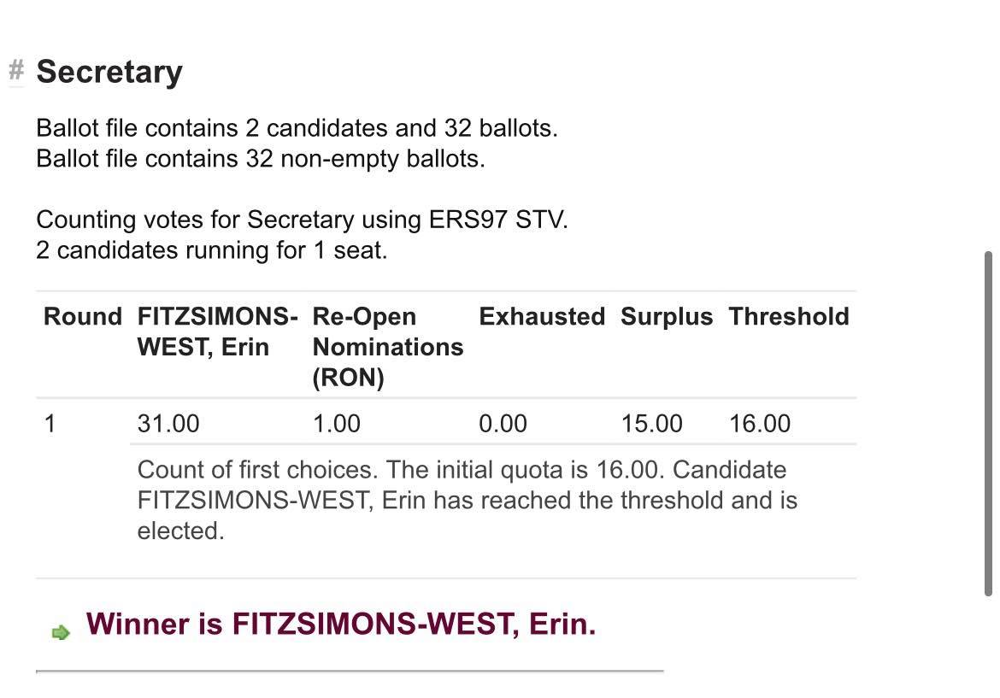 # Secretary
Ballot file contains 2 candidates and 32 ballots.
Ballot file contains 32 non-empty ballots.
Counting votes for Secretary using ERS97 STV.
2 candidates running for 1 seat.
Round FITZSIMONS- Re-Open Exhausted Surplus Threshold
WEST, Erin Nominations
(RON)
1 31.00 1.00 0.00 15.00 16.00
Count of first choices. The initial quota is 16.00. Candidate
FITZSIMONS-WEST, Erin has reached the threshold and is
elected.
Winner is FITZSIMONS-WEST, Erin.